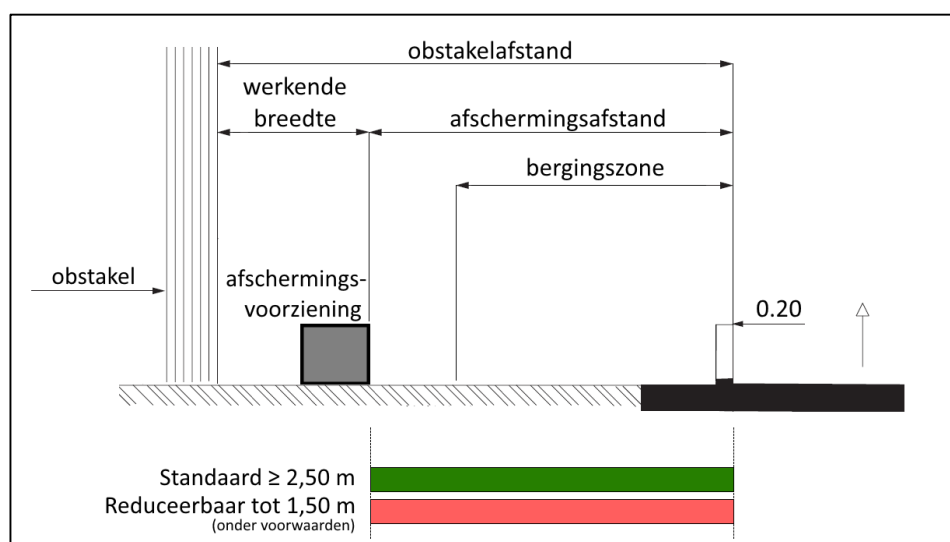 obstakelafstand
werkende
breedte
afschermingsafstand
bergingszone
obstakel
afschermings-
voorziening
0.20
Standaard ≥ 2,50 m
Reduceerbaar tot 1,50 m
(onder voorwaarden)